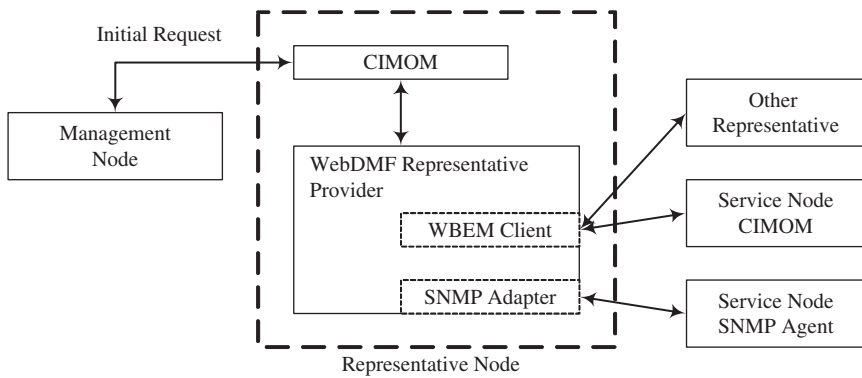 Initial Request
CIMOM
Management
Node
WebDMF Representative
Provider
WBEM Client
SNMP Adapter
Other
Representative
Service Node
CIMOM
Service Node
SNMP Agent
Representative Node